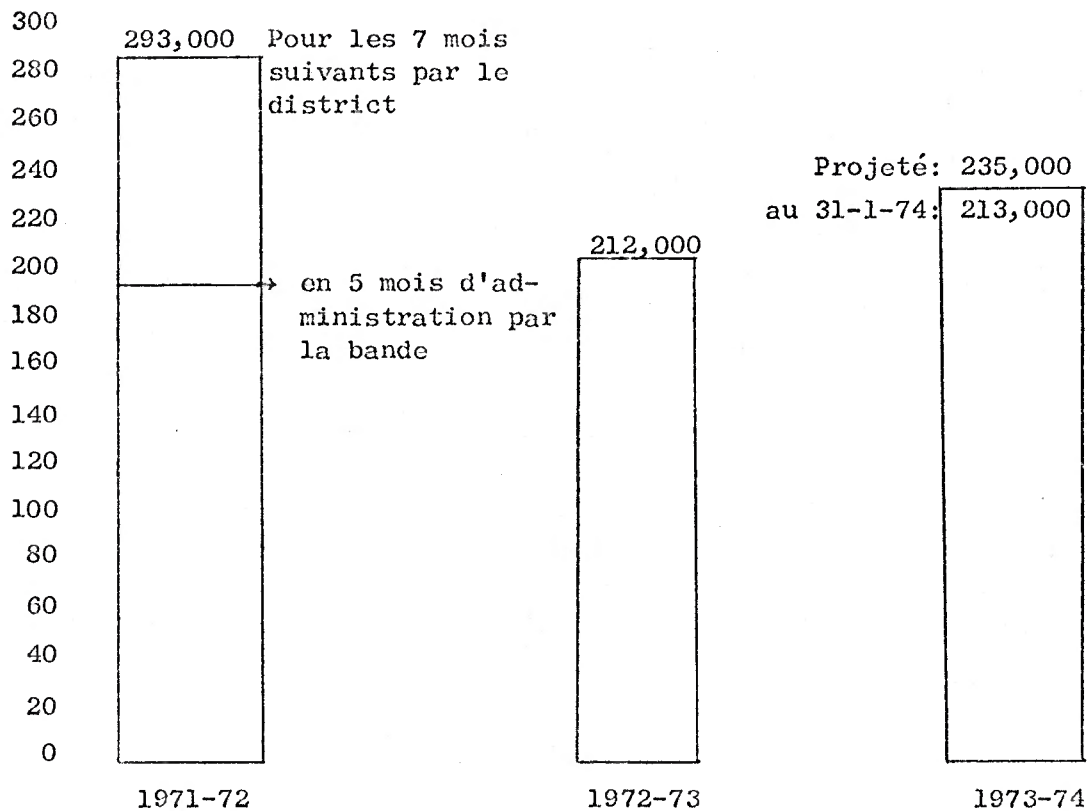 300
293,000 Pour les 7 mois
280
suivants par le
district
260
240
Projeté: 235,000
220
au 31-1-74: 213,000
212,000
200
en 5 mois d'ad-
180
ministration par
la bande
160
140
120
100
80
60
40
20
0
1971-72 1972-73 1973-74